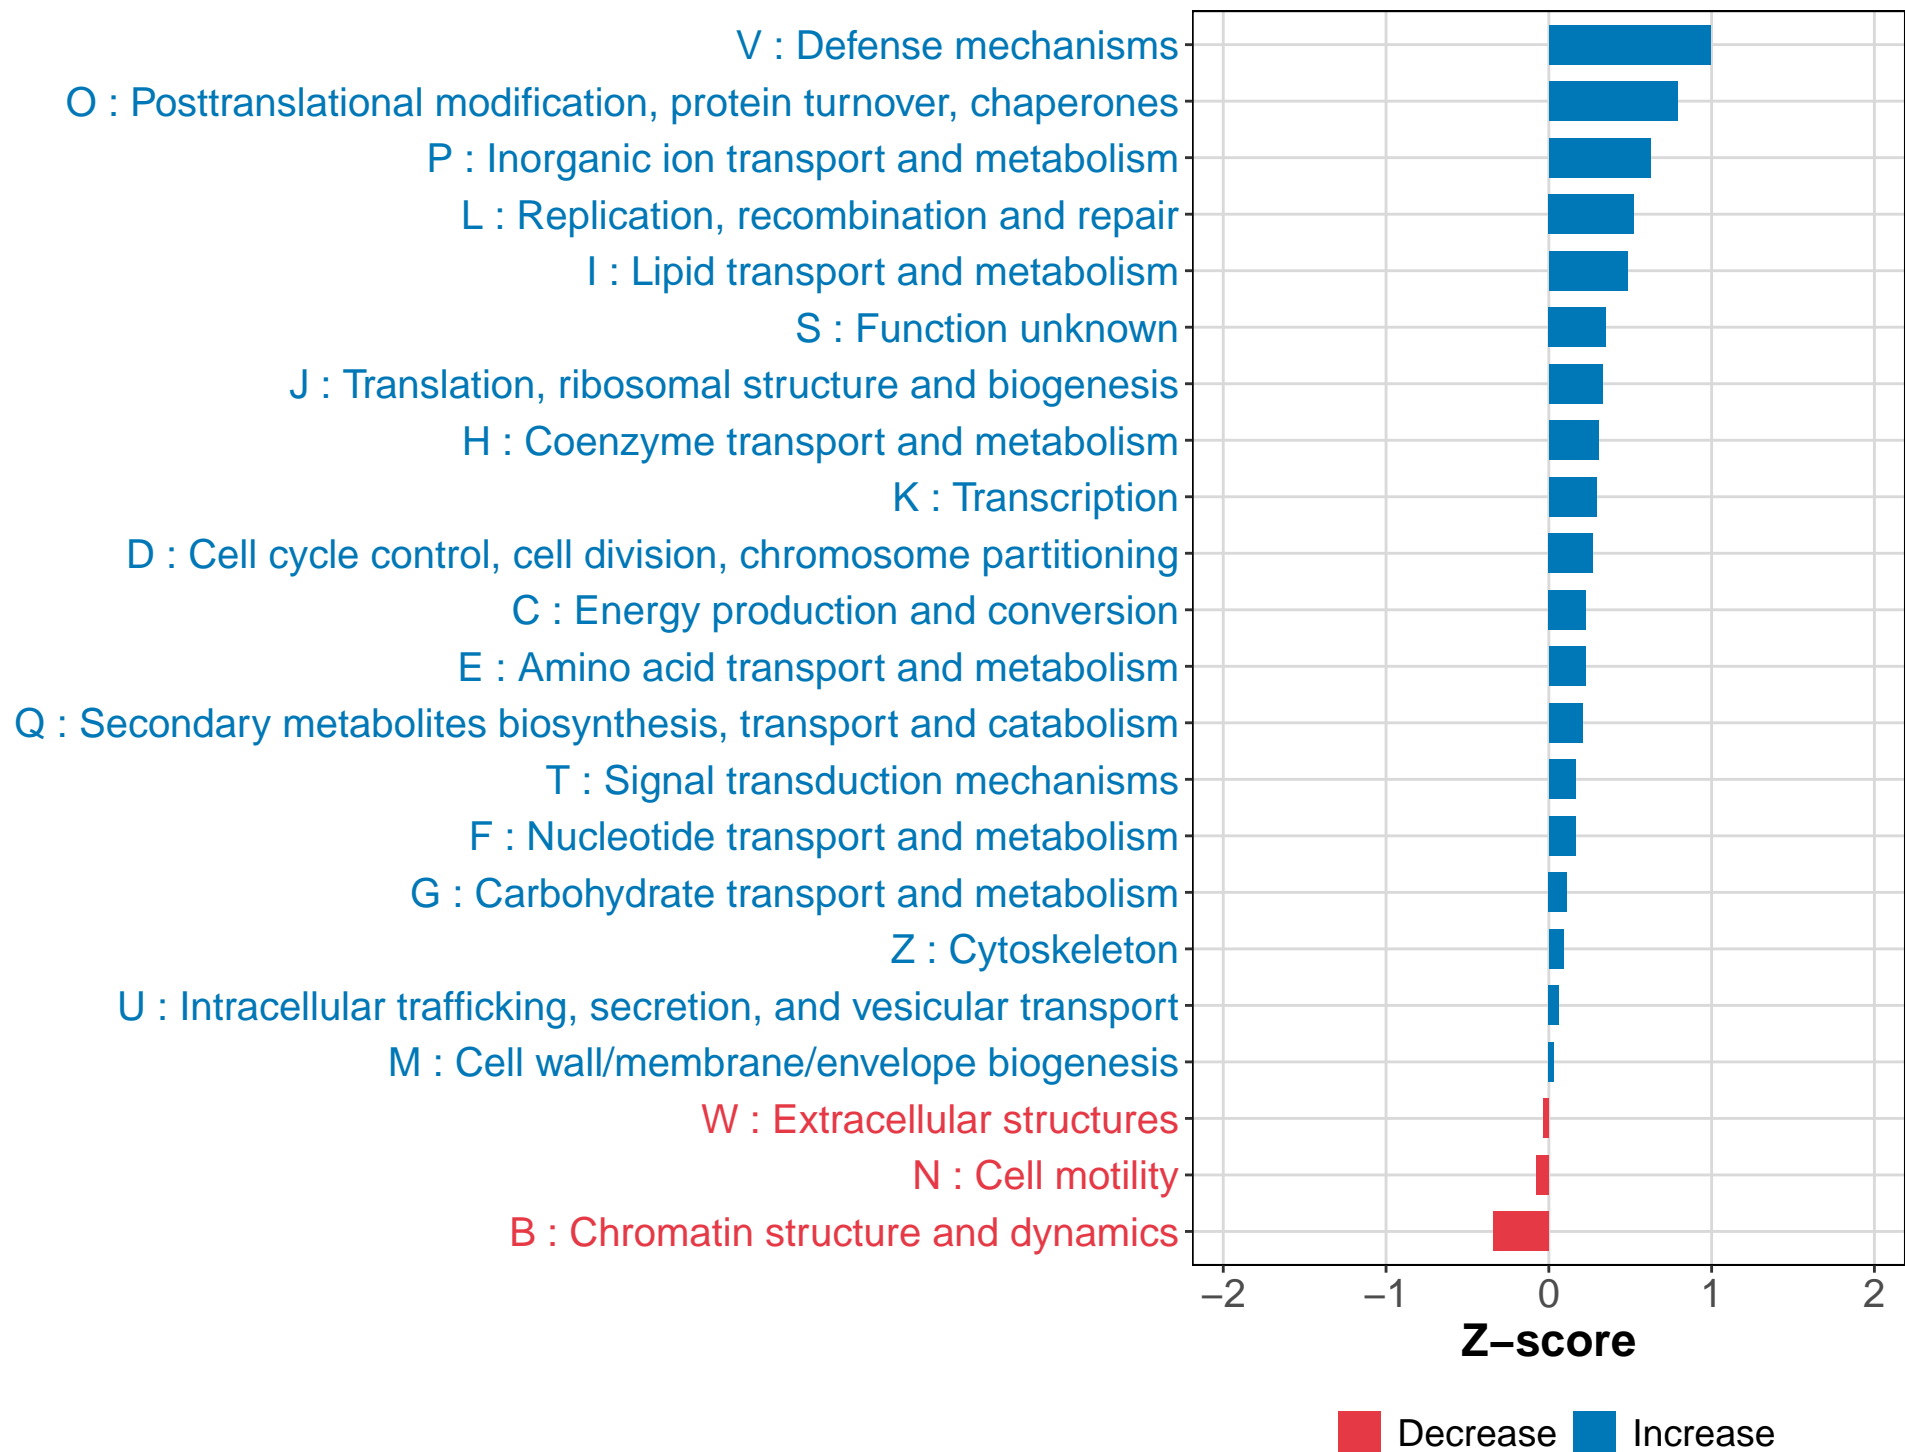 V : Defense mechanisms
O : Posttranslational modification, protein turnover, chaperones
P : Inorganic ion transport and metabolism
L : Replication, recombination and repair
I : Lipid transport and metabolism
S : Function unknown
J : Translation, ribosomal structure and biogenesis
H : Coenzyme transport and metabolism
K : Transcription
D : Cell cycle control, cell division, chromosome partitioning
C : Energy production and conversion
E : Amino acid transport and metabolism
Q : Secondary metabolites biosynthesis, transport and catabolism
T : Signal transduction mechanisms
F : Nucleotide transport and metabolism
G : Carbohydrate transport and metabolism
Z : Cytoskeleton
U : Intracellular trafficking, secretion, and vesicular transport
M : Cell wall/membrane/envelope biogenesis
W : Extracellular structures
N : Cell motility
B : Chromatin structure and dynamics
−2 −1 0 1 2
Z−score
Decrease Increase